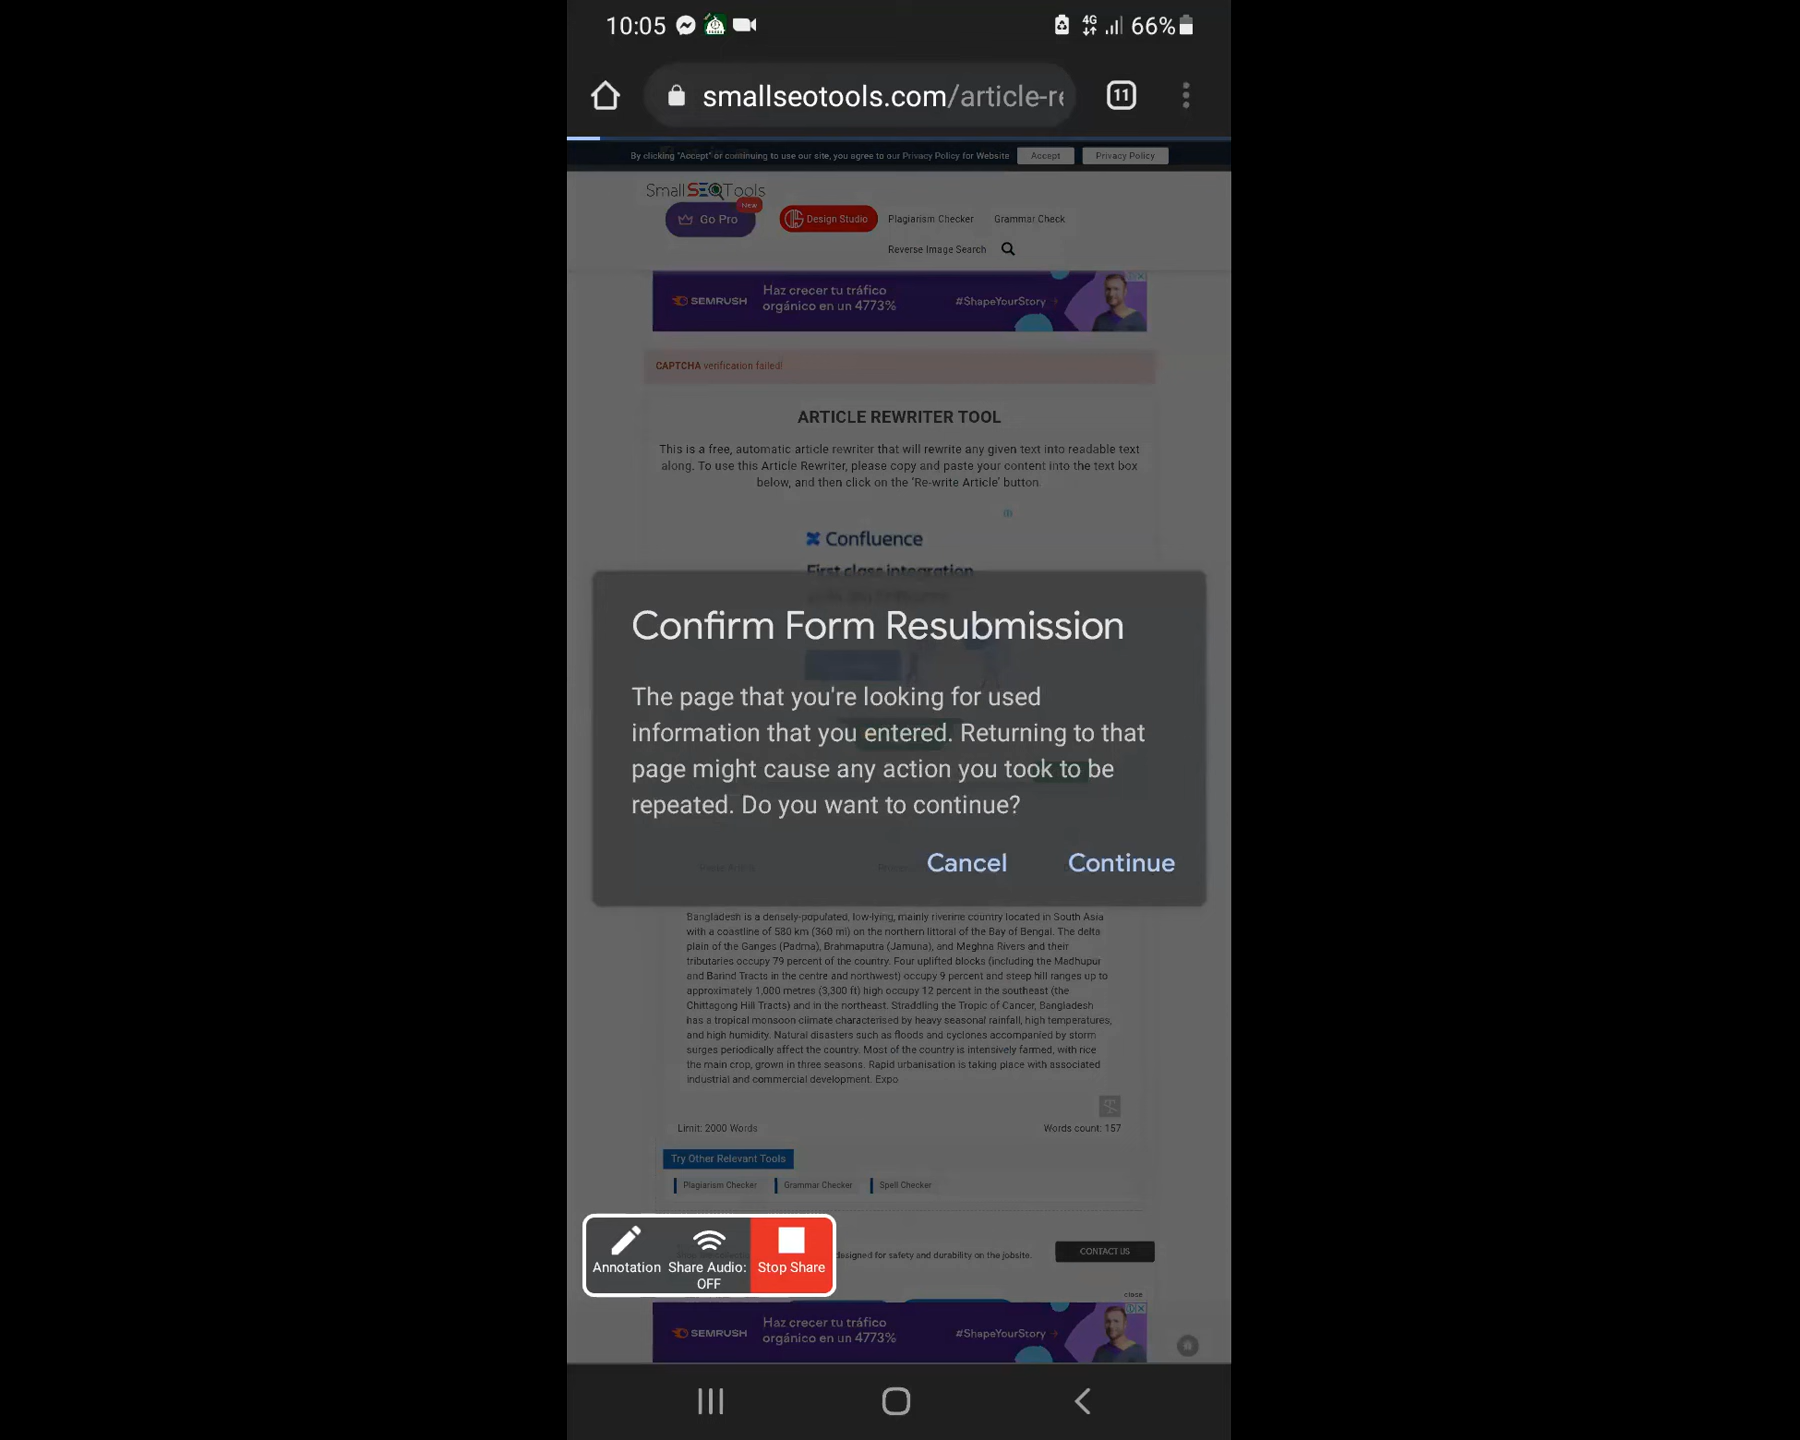 10:05
4G 66%
smallseotools.com/article-re
11
By clicking "Accept" or continuing to use our site, you agree to our Privacy Policy for Website Accept Privacy Policy
SmallSEOTools
Go Pro New Design Studio Plagiarism Checker Grammar Check
Reverse Image Search
SEMRUSH Haz crecer tu tráfico orgánico en un 4773% #ShapeYourStory
CAPTCHA verification failed!
ARTICLE REWRITER TOOL
This is a free, automatic article rewriter that will rewrite any given text into readable text
along. To use this Article Rewriter, please copy and paste your content into the text box
below, and then click on the 'Re-write Article' button.
Confluence
First class integration
Confirm Form Resubmission
The page that you're looking for used
information that you entered. Returning to that
page might cause any action you took to be
repeated. Do you want to continue?
Cancel Continue
Bangladesh is a densely-populated, low-lying, mainly riverine country located in South Asia
with a coastline of 580 km (360 mi) on the northern littoral of the Bay of Bengal. The delta
plain of the Ganges (Padma), Brahmaputra (Jamuna), and Meghna Rivers and their
tributaries occupy 79 percent of the country. Four uplifted blocks (including the Madhupur
and Barind Tracts in the centre and northwest) occupy 9 percent and steep hill ranges up to
approximately 1,000 metres (3,300 ft) high occupy 12 percent in the southeast (the
Chittagong Hill Tracts) and in the northeast. Straddling the Tropic of Cancer, Bangladesh
has a tropical monsoon climate characterised by heavy seasonal rainfall, high temperatures,
and high humidity. Natural disasters such as floods and cyclones accompanied by storm
surges periodically affect the country. Most of the country is intensively farmed, with rice
the main crop, grown in three seasons. Rapid urbanisation is taking place with associated
industrial and commercial development. Expo
Limit: 2000 Words Words count: 157
Try Other Relevant Tools
Plagiarism Checker Grammar Checker Spell Checker
designed for safety and durability on the jobsite. CONTACT US
Annotation Share Audio: OFF Stop Share
close
SEMRUSH Haz crecer tu tráfico orgánico en un 4773% #ShapeYourStory